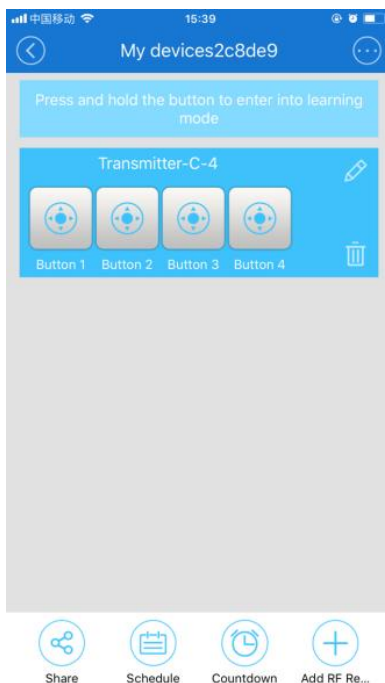 中国移动 15:39
My devices2c8de9
Press and hold the button to enter into learning
mode
Transmitter-C-4
Button 1 Button 2 Button 3 Button 4
Share Schedule Countdown Add RF Re...